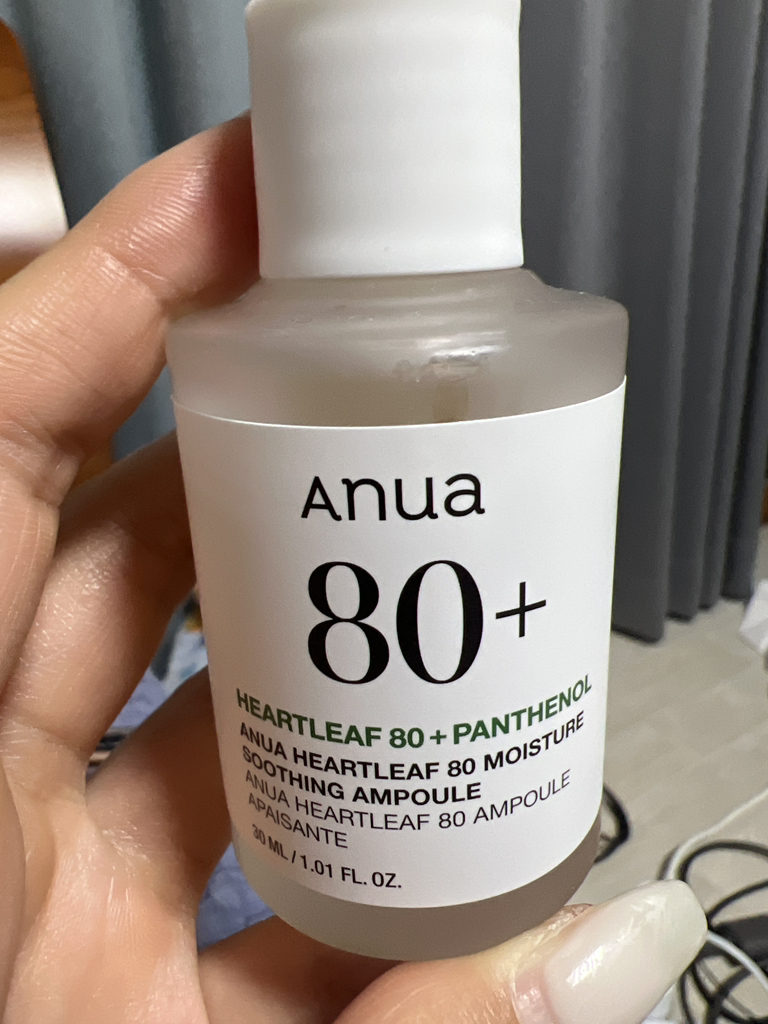 Anua
80+
HEARTLEAF 80+PANTHENOL
ANUA HEARTLEAF 80 MOISTURE
SOOTHING AMPOULE
ANUA HEARTLEAF 80 AMPOULE
APAISANTE
30 ML / 1.01 FL. OZ.